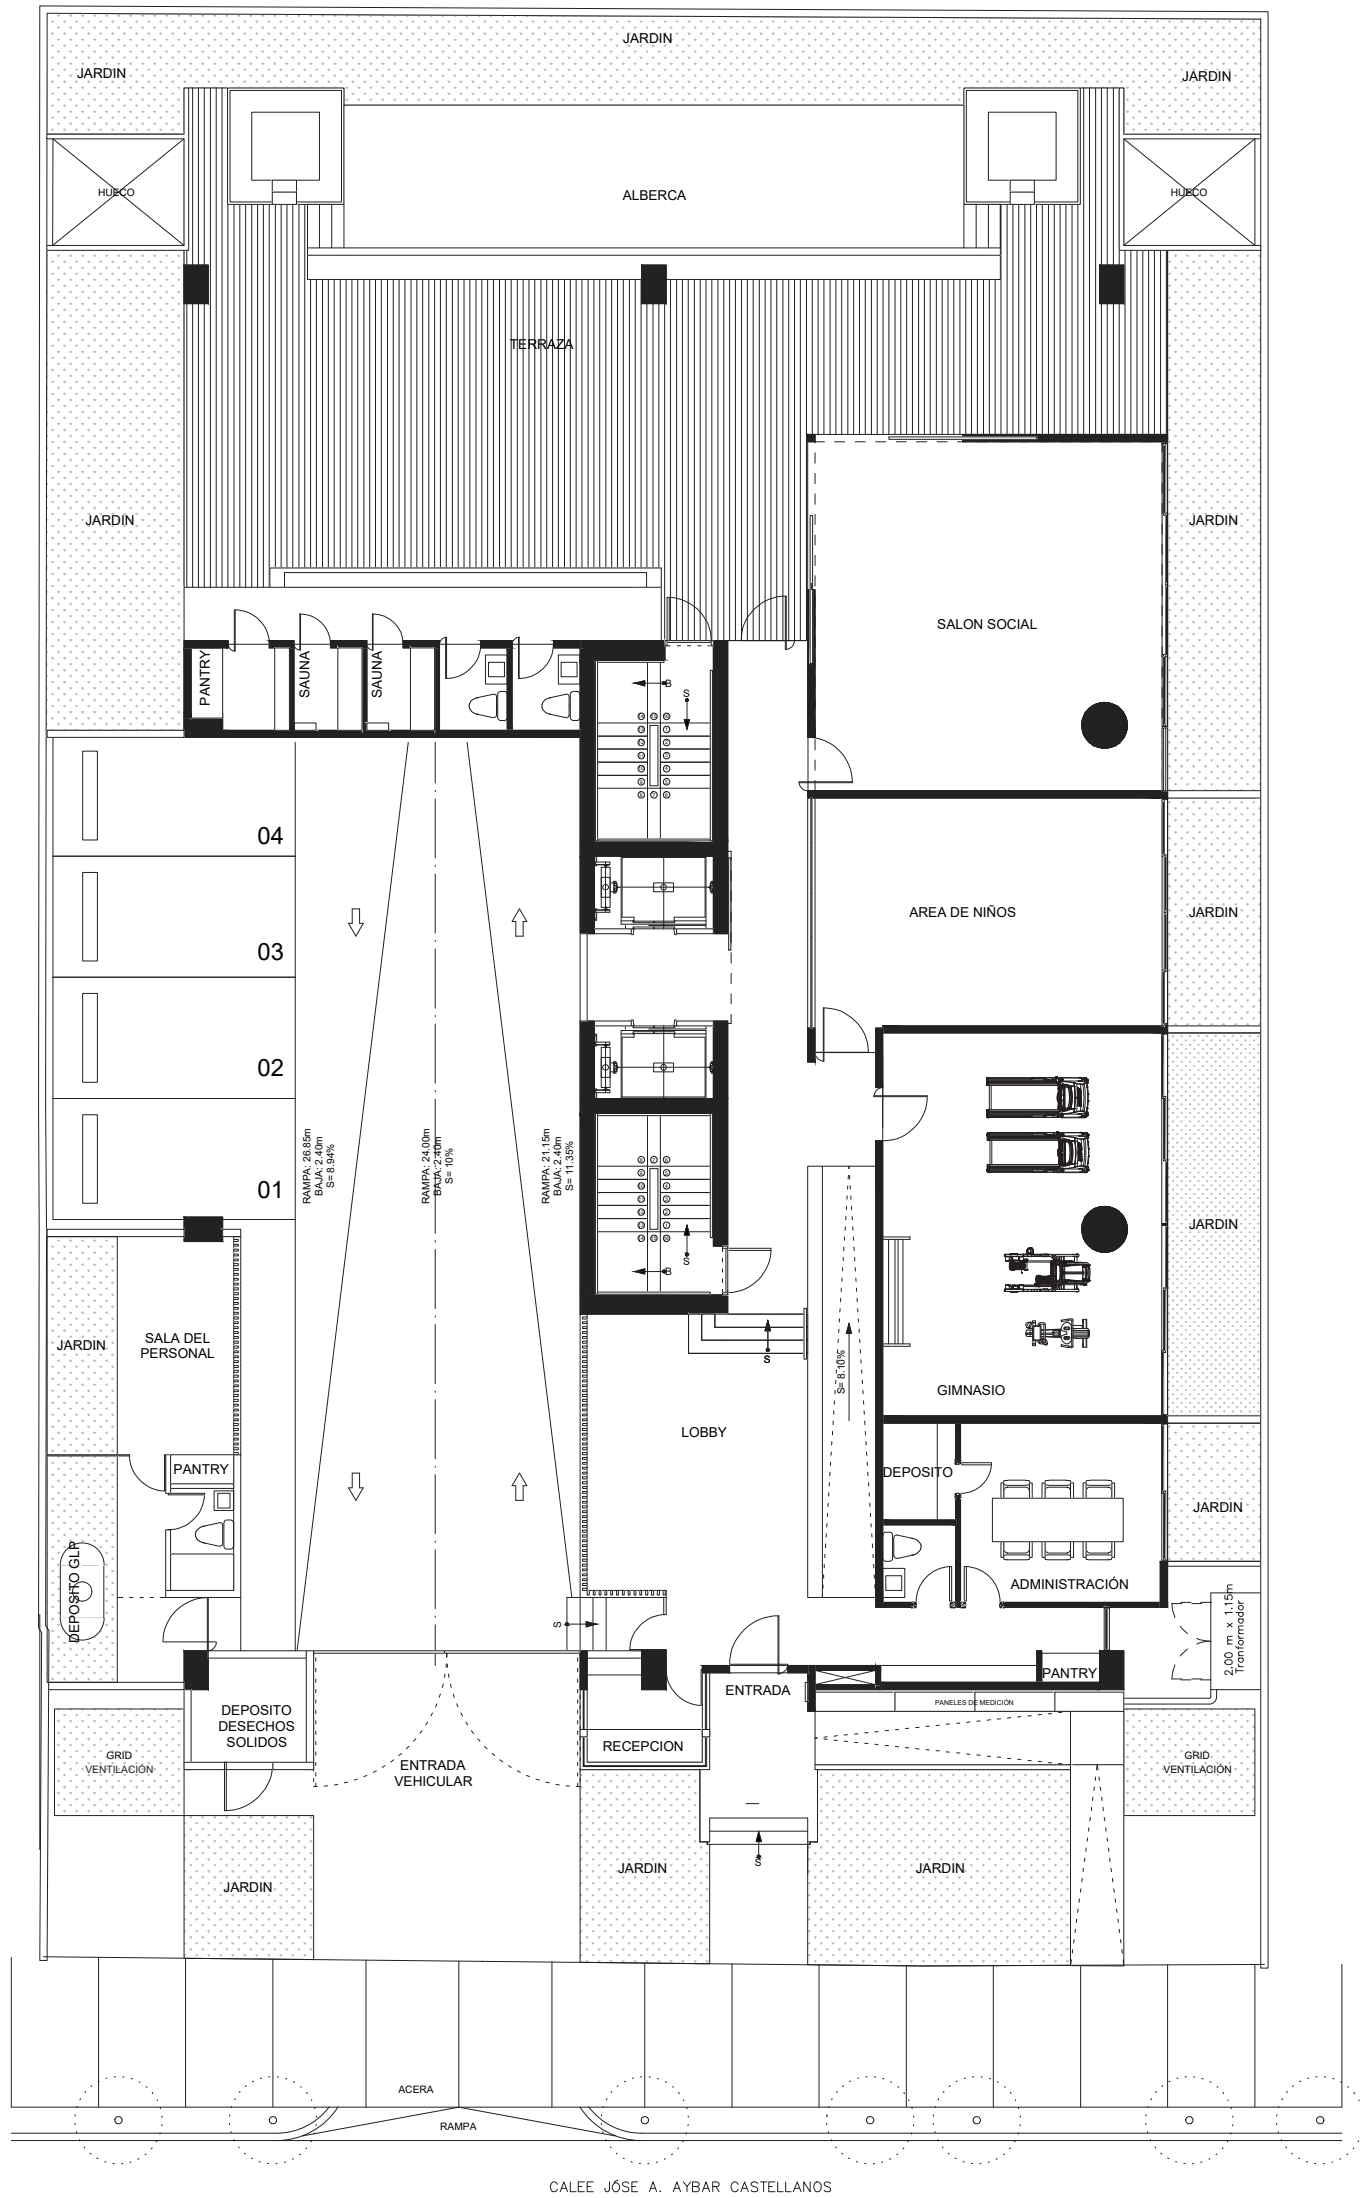 JARDIN
JARDIN
JARDIN
HUECO
ALBERCA
HUECO
TERRAZA
JARDIN
JARDIN
SALON SOCIAL
PANTRY
SAUNA
SAUNA
B
S
04
03
AREA DE NIÑOS
JARDIN
02
01
RAMPA: 26.85m
BAJA: 2.40m
S= 8.94%
RAMPA: 24.00m
BAJA: 2.40m
S= 10%
RAMPA: 21.15m
BAJA: 2.40m
S= 11.35%
S
B
JARDIN
JARDIN
SALA DEL
PERSONAL
S
S= 8.10%
GIMNASIO
LOBBY
PANTRY
DEPOSITO
JARDIN
DEPOSITO GLP
ADMINISTRACIÓN
S
2.00 m x 1.15m
Tranformador
PANTRY
ENTRADA
PANELES DE MEDICIÓN
DEPOSITO
DESECHOS
SOLIDOS
RECEPCION
GRID
VENTILACIÓN
ENTRADA
VEHICULAR
GRID
VENTILACIÓN
S
JARDIN
JARDIN
JARDIN
ACERA
RAMPA
CALEE JÓSE A. AYBAR CASTELLANOS